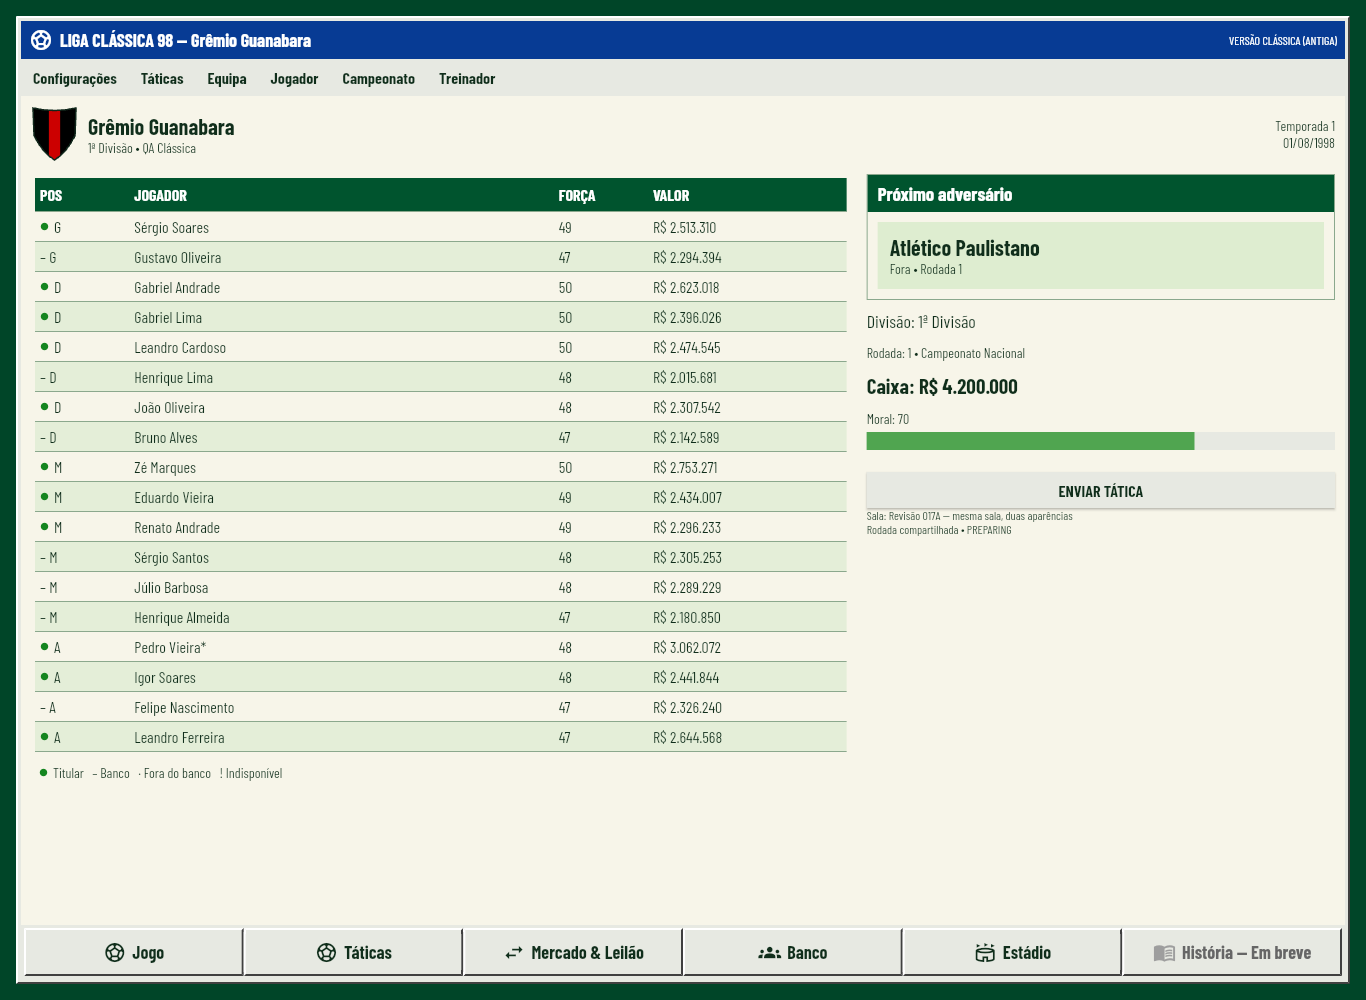 LIGA CLÁSSICA 98 — Grêmio Guanabara
VERSÃO CLÁSSICA (ANTIGA)
Configurações Táticas Equipa Jogador Campeonato Treinador
Grêmio Guanabara
1ª Divisão • QA Clássica
Temporada 1
01/08/1998
POS JOGADOR FORÇA VALOR
● G Sérgio Soares 49 R$ 2.513.310
– G Gustavo Oliveira 47 R$ 2.294.394
● D Gabriel Andrade 50 R$ 2.623.018
● D Gabriel Lima 50 R$ 2.396.026
● D Leandro Cardoso 50 R$ 2.474.545
– D Henrique Lima 48 R$ 2.015.681
● D João Oliveira 48 R$ 2.307.542
– D Bruno Alves 47 R$ 2.142.589
● M Zé Marques 50 R$ 2.753.271
● M Eduardo Vieira 49 R$ 2.434.007
● M Renato Andrade 49 R$ 2.296.233
– M Sérgio Santos 48 R$ 2.305.253
– M Júlio Barbosa 48 R$ 2.289.229
– M Henrique Almeida 47 R$ 2.180.850
● A Pedro Vieira* 48 R$ 3.062.072
● A Igor Soares 48 R$ 2.441.844
– A Felipe Nascimento 47 R$ 2.326.240
● A Leandro Ferreira 47 R$ 2.644.568
● Titular – Banco · Fora do banco ! Indisponível
Próximo adversário
Atlético Paulistano
Fora • Rodada 1
Divisão: 1ª Divisão
Rodada: 1 • Campeonato Nacional
Caixa: R$ 4.200.000
Moral: 70
ENVIAR TÁTICA
Sala: Revisão 017A — mesma sala, duas aparências
Rodada compartilhada • PREPARING
Jogo Táticas Mercado & Leilão Banco Estádio História — Em breve